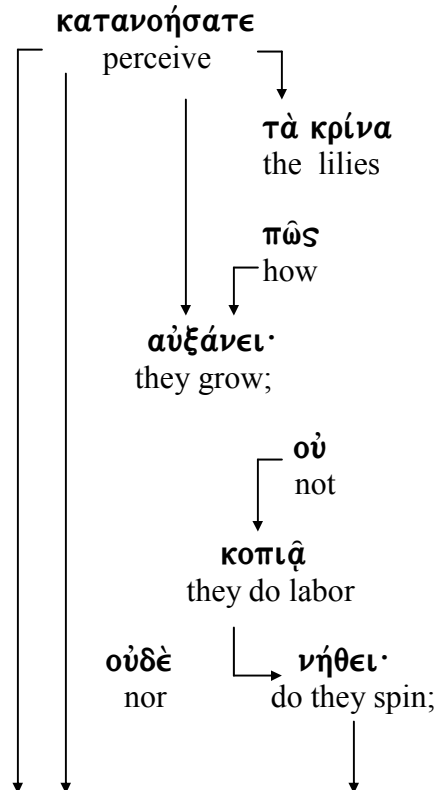 κατανοήσατε
perceive
τὰ κρίνα
the lilies
πῶς
how
αὐξάνει·
they grow;
οὐ
not
κοπιᾷ
they do labor
οὐδὲ νήθει·
nor do they spin;